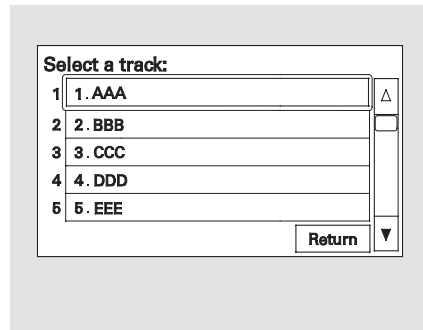 Select a track:
1 1. AAA
2 2. BBB
3 3. CCC
4 4. DDD
5 5. EEE
Return